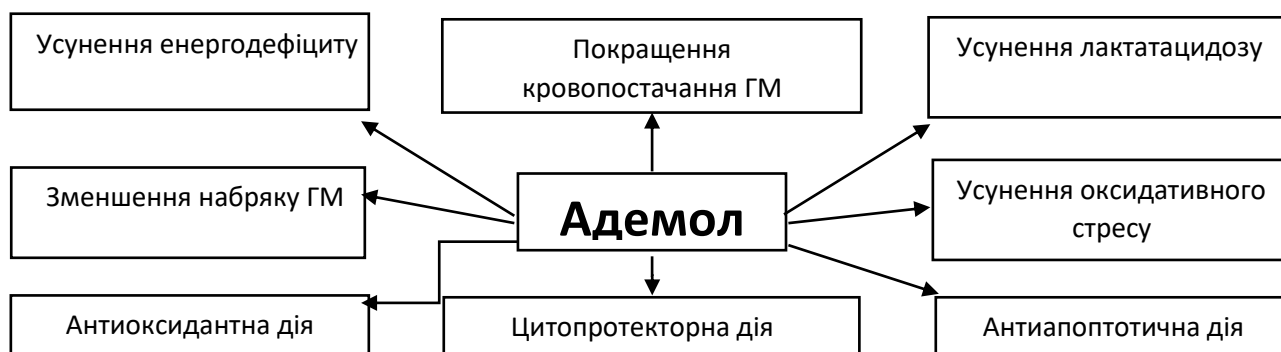 Усунення енергодефіциту
Покращення
кровопостачання ГМ
Усунення лактатацидозу
Зменшення набряку ГМ
Адемол
Усунення оксидативного
стресу
Антиоксидантна дія
Цитопротекторна дія
Антиапоптотична дія